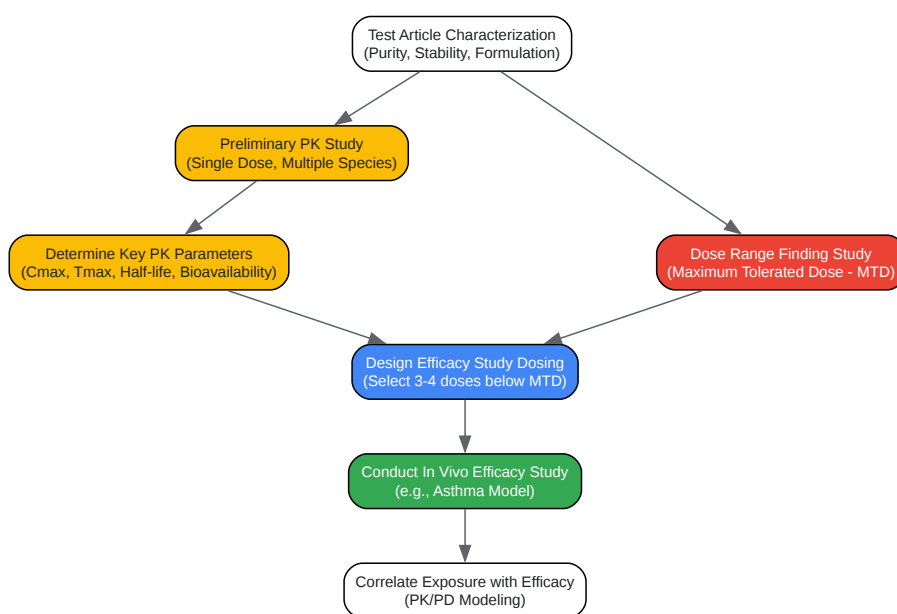 Test Article Characterization
(Purity, Stability, Formulation)
Preliminary PK Study
(Single Dose, Multiple Species)
Determine Key PK Parameters
(Cmax, Tmax, Half-life, Bioavailability)
Dose Range Finding Study
(Maximum Tolerated Dose - MTD)
Design Efficacy Study Dosing
(Select 3-4 doses below MTD)
Conduct In Vivo Efficacy Study
(e.g., Asthma Model)
Correlate Exposure with Efficacy
(PK/PD Modeling)